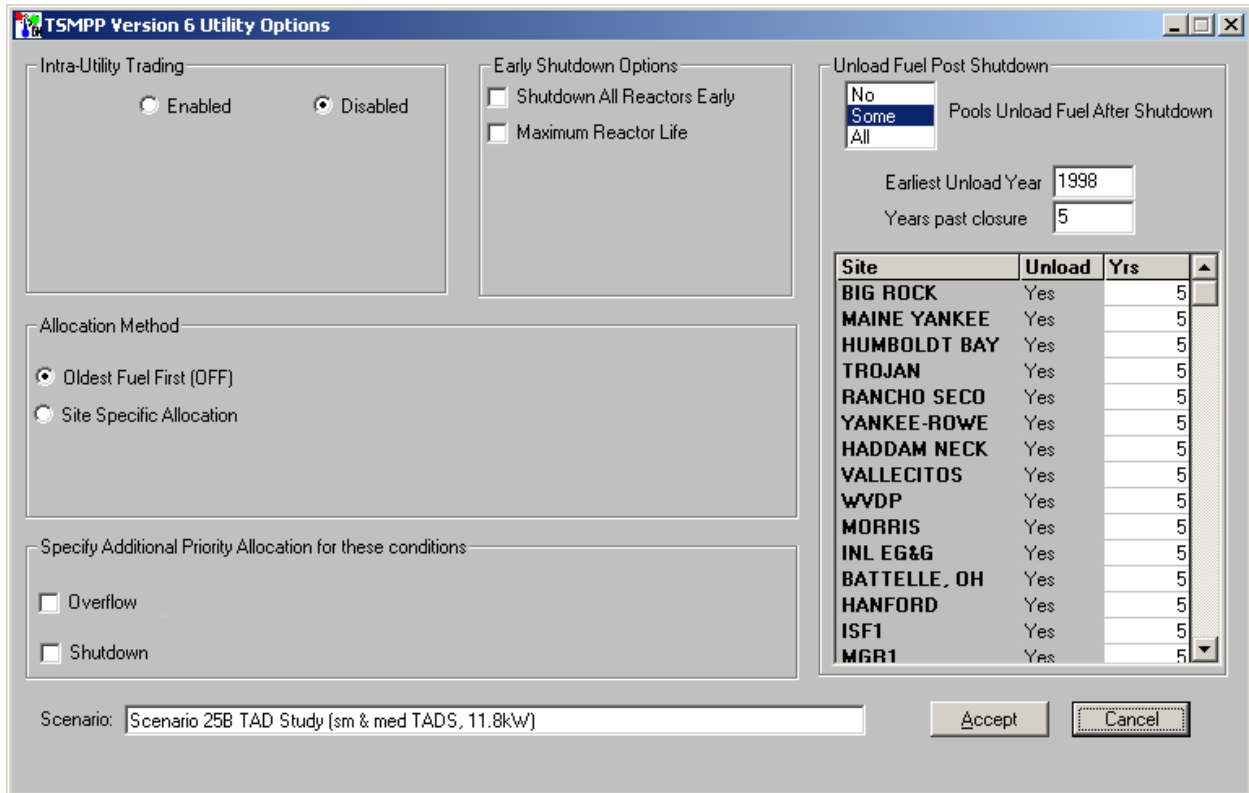 TSMPP Version 6 Utility Options
Intra-Utility Trading
Enabled
Disabled
Early Shutdown Options
Shutdown All Reactors Early
Maximum Reactor Life
Unload Fuel Post Shutdown
No
Some
All
Pools Unload Fuel After Shutdown
Earliest Unload Year 1998
Years past closure 5
Site Unload Yrs
BIG ROCK Yes 5
MAINE YANKEE Yes 5
HUMBOLDT BAY Yes 5
TROJAN Yes 5
RANCHO SECO Yes 5
YANKEE-ROWE Yes 5
HADDAM NECK Yes 5
VALLECITOS Yes 5
WVDP Yes 5
MORRIS Yes 5
INL EG&G Yes 5
BATTELLE, OH Yes 5
HANFORD Yes 5
ISF1 Yes 5
MGR1 Yes 5
Allocation Method
Oldest Fuel First (OFF)
Site Specific Allocation
Specify Additional Priority Allocation for these conditions
Overflow
Shutdown
Scenario: Scenario 25B TAD Study (sm & med TADS, 11.8kW)
Accept
Cancel